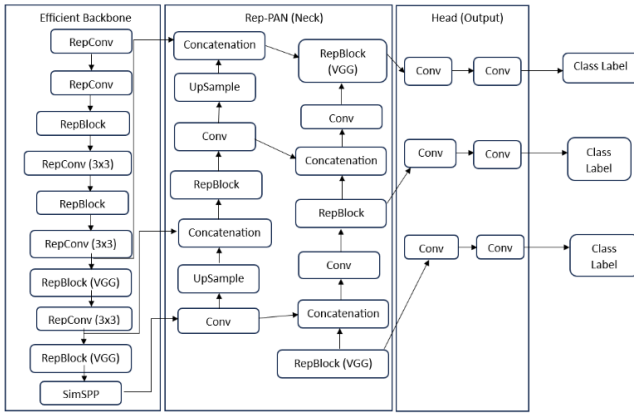 Efficient Backbone
RepConv
RepConv
RepBlock
RepConv (3x3)
RepBlock
RepConv (3x3)
RepBlock (VGG)
RepConv (3x3)
RepBlock (VGG)
SimSPP
Rep-PAN (Neck)
Concatenation
UpSample
Conv
RepBlock
Concatenation
UpSample
Conv
RepBlock
(VGG)
Conv
Concatenation
RepBlock
Conv
Concatenation
RepBlock (VGG)
Head (Output)
Conv
Conv
Class Label
Conv
Conv
Class
Label
Conv
Conv
Class
Label